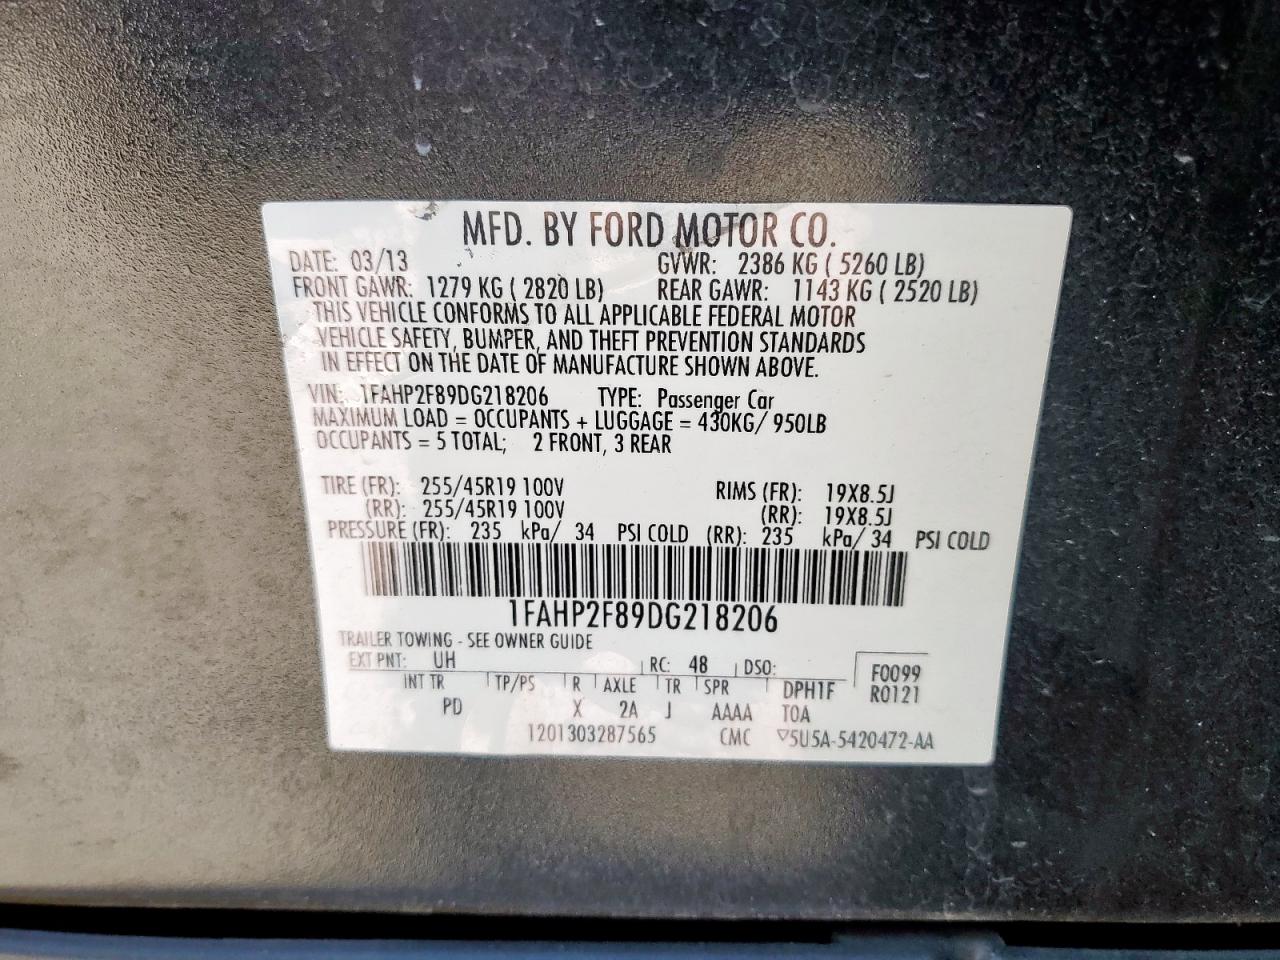 MFD. BY FORD MOTOR CO.
DATE: 03/13 GVWR: 2386 KG ( 5260 LB)
FRONT GAWR: 1279 KG ( 2820 LB) REAR GAWR: 1143 KG ( 2520 LB)
THIS VEHICLE CONFORMS TO ALL APPLICABLE FEDERAL MOTOR
VEHICLE SAFETY, BUMPER, AND THEFT PREVENTION STANDARDS
IN EFFECT ON THE DATE OF MANUFACTURE SHOWN ABOVE.
VIN: 1FAHP2F89DG218206 TYPE: Passenger Car
MAXIMUM LOAD = OCCUPANTS + LUGGAGE = 430KG/ 950LB
OCCUPANTS = 5 TOTAL; 2 FRONT, 3 REAR
TIRE (FR): 255/45R19 100V RIMS (FR): 19X8.5J
(RR): 255/45R19 100V (RR): 19X8.5J
PRESSURE (FR): 235 kPa/ 34 PSI COLD (RR): 235 kPa/ 34 PSI COLD
1FAHP2F89DG218206
TRAILER TOWING - SEE OWNER GUIDE
EXT PNT: UH RC: 48 DSO: F0099
INT TR TP/PS R AXLE TR SPR DPH1F R0121
PD X 2A J AAAA TOA
1201303287565 CMC ▽5U5A-5420472-AA